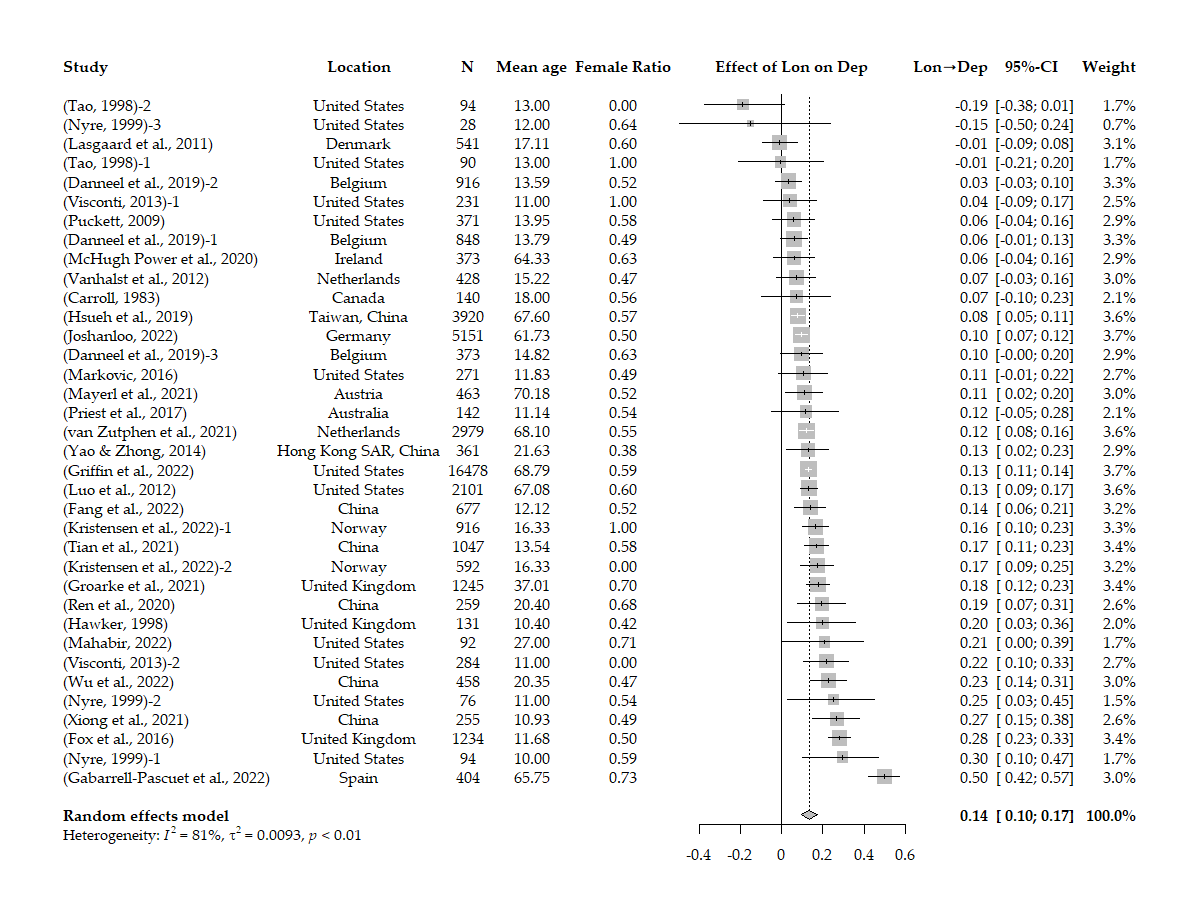 Study Location N Mean age Female Ratio Effect of Lon on Dep Lon→Dep 95%-CI Weight
(Tao, 1998)-2 United States 94 13.00 0.00 -0.19 [-0.38; 0.01] 1.7%
(Nyre, 1999)-3 United States 28 12.00 0.64 -0.15 [-0.50; 0.24] 0.7%
(Lasgaard et al., 2011) Denmark 541 17.11 0.60 -0.01 [-0.09; 0.08] 3.1%
(Tao, 1998)-1 United States 90 13.00 1.00 -0.01 [-0.21; 0.20] 1.7%
(Danneel et al., 2019)-2 Belgium 916 13.59 0.52 0.03 [-0.03; 0.10] 3.3%
(Visconti, 2013)-1 United States 231 11.00 1.00 0.04 [-0.09; 0.17] 2.5%
(Puckett, 2009) United States 371 13.95 0.58 0.06 [-0.04; 0.16] 2.9%
(Danneel et al., 2019)-1 Belgium 848 13.79 0.49 0.06 [-0.01; 0.13] 3.3%
(McHugh Power et al., 2020) Ireland 373 64.33 0.63 0.06 [-0.04; 0.16] 2.9%
(Vanhalst et al., 2012) Netherlands 428 15.22 0.47 0.07 [-0.03; 0.16] 3.0%
(Carroll, 1983) Canada 140 18.00 0.56 0.07 [-0.10; 0.23] 2.1%
(Hsueh et al., 2019) Taiwan, China 3920 67.60 0.57 0.08 [ 0.05; 0.11] 3.6%
(Joshanloo, 2022) Germany 5151 61.73 0.50 0.10 [ 0.07; 0.12] 3.7%
(Danneel et al., 2019)-3 Belgium 373 14.82 0.63 0.10 [-0.00; 0.20] 2.9%
(Markovic, 2016) United States 271 11.83 0.49 0.11 [-0.01; 0.22] 2.7%
(Mayerl et al., 2021) Austria 463 70.18 0.52 0.11 [ 0.02; 0.20] 3.0%
(Priest et al., 2017) Australia 142 11.14 0.54 0.12 [-0.05; 0.28] 2.1%
(van Zutphen et al., 2021) Netherlands 2979 68.10 0.55 0.12 [ 0.08; 0.16] 3.6%
(Yao & Zhong, 2014) Hong Kong SAR, China 361 21.63 0.38 0.13 [ 0.02; 0.23] 2.9%
(Griffin et al., 2022) United States 16478 68.79 0.59 0.13 [ 0.11; 0.14] 3.7%
(Luo et al., 2012) United States 2101 67.08 0.60 0.13 [ 0.09; 0.17] 3.6%
(Fang et al., 2022) China 677 12.12 0.52 0.14 [ 0.06; 0.21] 3.2%
(Kristensen et al., 2022)-1 Norway 916 16.33 1.00 0.16 [ 0.10; 0.23] 3.3%
(Tian et al., 2021) China 1047 13.54 0.58 0.17 [ 0.11; 0.23] 3.4%
(Kristensen et al., 2022)-2 Norway 592 16.33 0.00 0.17 [ 0.09; 0.25] 3.2%
(Groarke et al., 2021) United Kingdom 1245 37.01 0.70 0.18 [ 0.12; 0.23] 3.4%
(Ren et al., 2020) China 259 20.40 0.68 0.19 [ 0.07; 0.31] 2.6%
(Hawker, 1998) United Kingdom 131 10.40 0.42 0.20 [ 0.03; 0.36] 2.0%
(Mahabir, 2022) United States 92 27.00 0.71 0.21 [ 0.00; 0.39] 1.7%
(Visconti, 2013)-2 United States 284 11.00 0.00 0.22 [ 0.10; 0.33] 2.7%
(Wu et al., 2022) China 458 20.35 0.47 0.23 [ 0.14; 0.31] 3.0%
(Nyre, 1999)-2 United States 76 11.00 0.54 0.25 [ 0.03; 0.45] 1.5%
(Xiong et al., 2021) China 255 10.93 0.49 0.27 [ 0.15; 0.38] 2.6%
(Fox et al., 2016) United Kingdom 1234 11.68 0.50 0.28 [ 0.23; 0.33] 3.4%
(Nyre, 1999)-1 United States 94 10.00 0.59 0.30 [ 0.10; 0.47] 1.7%
(Gabarrell-Pascuet et al., 2022) Spain 404 65.75 0.73 0.50 [ 0.42; 0.57] 3.0%
Random effects model 0.14 [ 0.10; 0.17] 100.0%
Heterogeneity: I² = 81%, τ² = 0.0093, p < 0.01
-0.4 -0.2 0 0.2 0.4 0.6